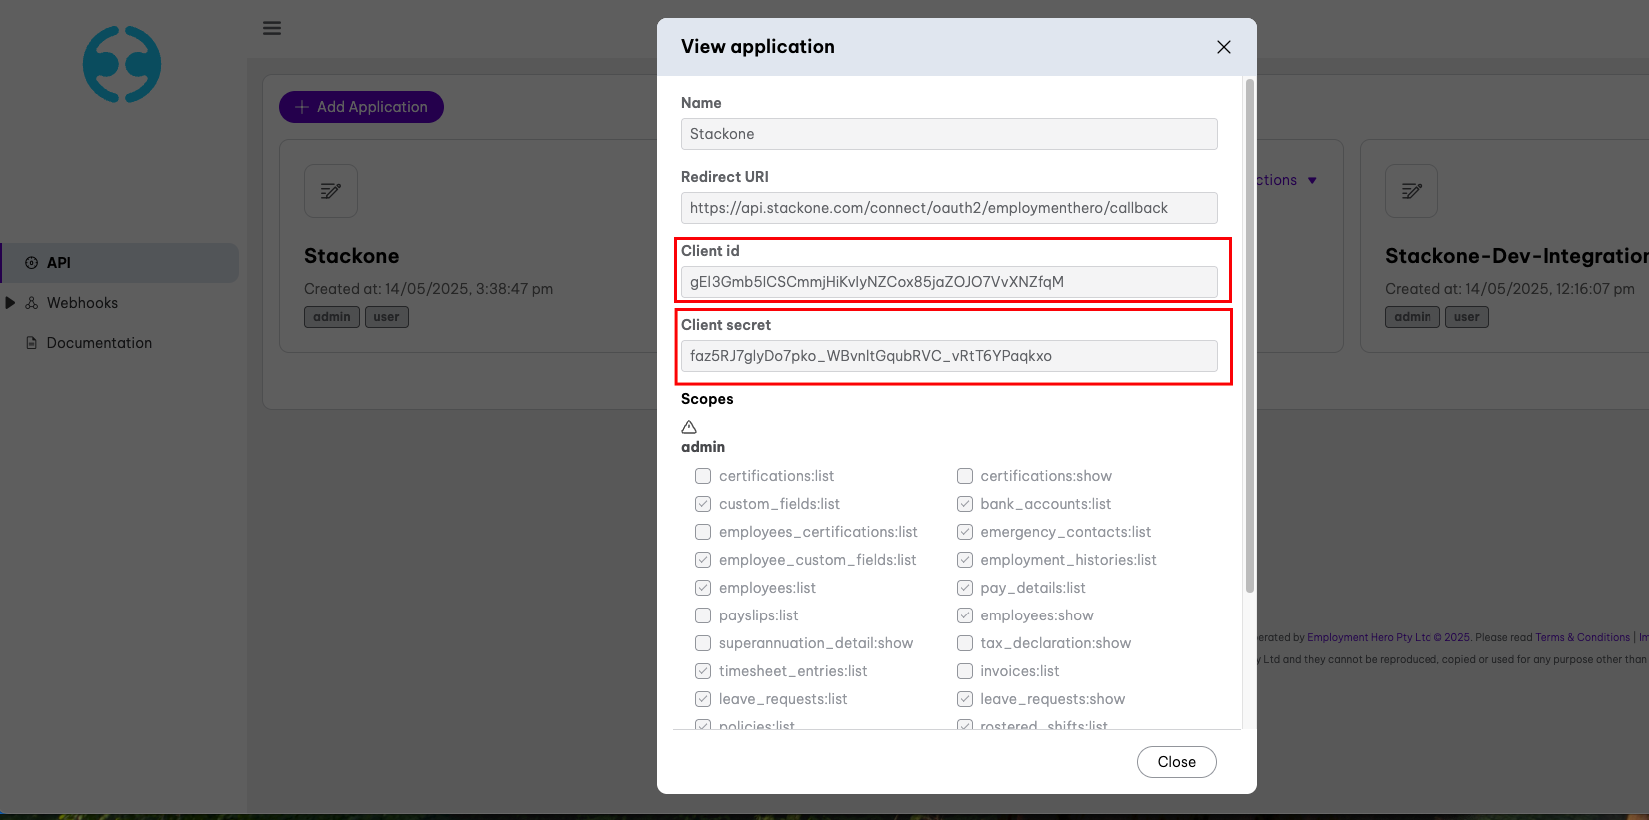 View application
Name
Stackone
Redirect URI
https://api.stackone.com/connect/oauth2/employmenthero/callback
Client id
gEI3Gmb5lCSCmmjHiKvIyNZCox85jaZOJO7VvXNZfqM
Client secret
faz5RJ7glyDo7pko_WBvnltGqubRVC_vRtT6YPaqkxo
Scopes
admin
certifications:list certifications:show
custom_fields:list bank_accounts:list
employees_certifications:list emergency_contacts:list
employee_custom_fields:list employment_histories:list
employees:list pay_details:list
payslips:list employees:show
superannuation_detail:show tax_declaration:show
timesheet_entries:list invoices:list
leave_requests:list leave_requests:show
policies:list rostered_shifts:list
Close
+ Add Application
Stackone
Created at: 14/05/2025, 3:38:47 pm
admin user
ctions
Stackone-Dev-Integration
Created at: 14/05/2025, 12:16:07 pm
admin user
API
Webhooks
Documentation
erated by Employment Hero Pty Ltd © 2025. Please read Terms & Conditions | Im
y Ltd and they cannot be reproduced, copied or used for any purpose other than